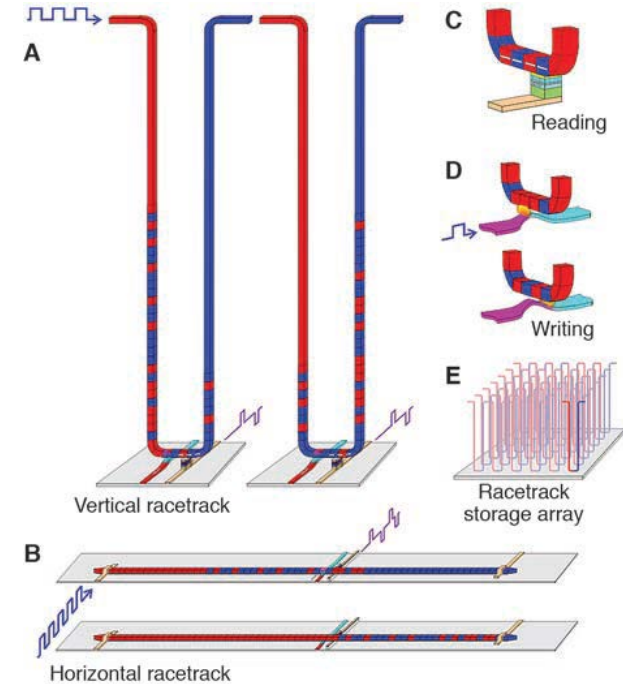 A
Vertical racetrack
B
Horizontal racetrack
C
Reading
D
Writing
E
Racetrack
storage array